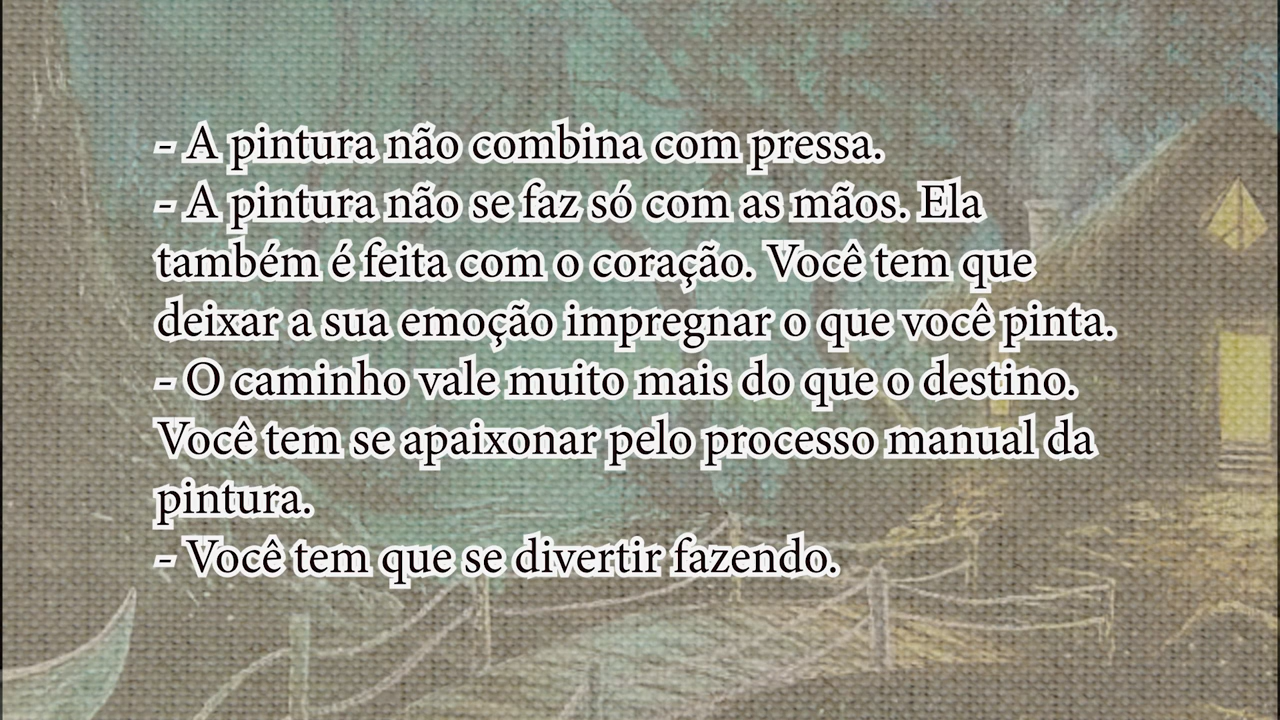 - A pintura não combina com pressa.
- A pintura não se faz só com as mãos. Ela
também é feita com o coração. Você tem que
deixar a sua emoção impregnar o que você pinta.
- O caminho vale muito mais do que o destino.
Você tem se apaixonar pelo processo manual da
pintura.
- Você tem que se divertir fazendo.